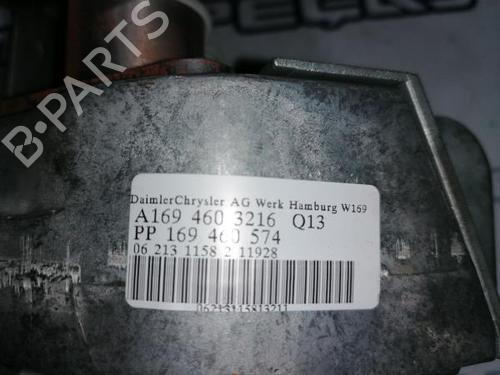 B-PARTS
DaimlerChrysler AG Werk Hamburg W169
A169 460 3216 Q13
PP 169 460 574
06 213 1158 2 11928